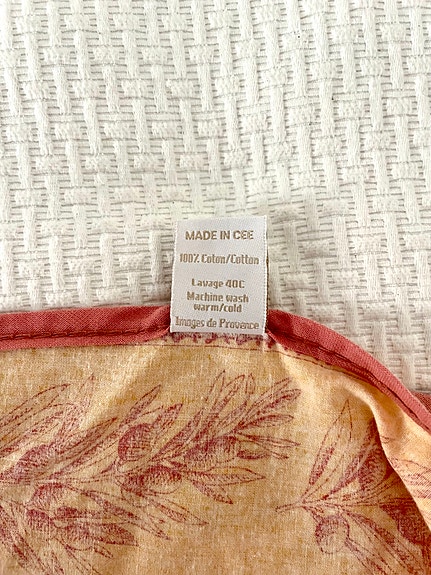 MADE IN CEE
100% Coton/Cotton
Lavage 40C
Machine wash
warm/cold
Images de Provence